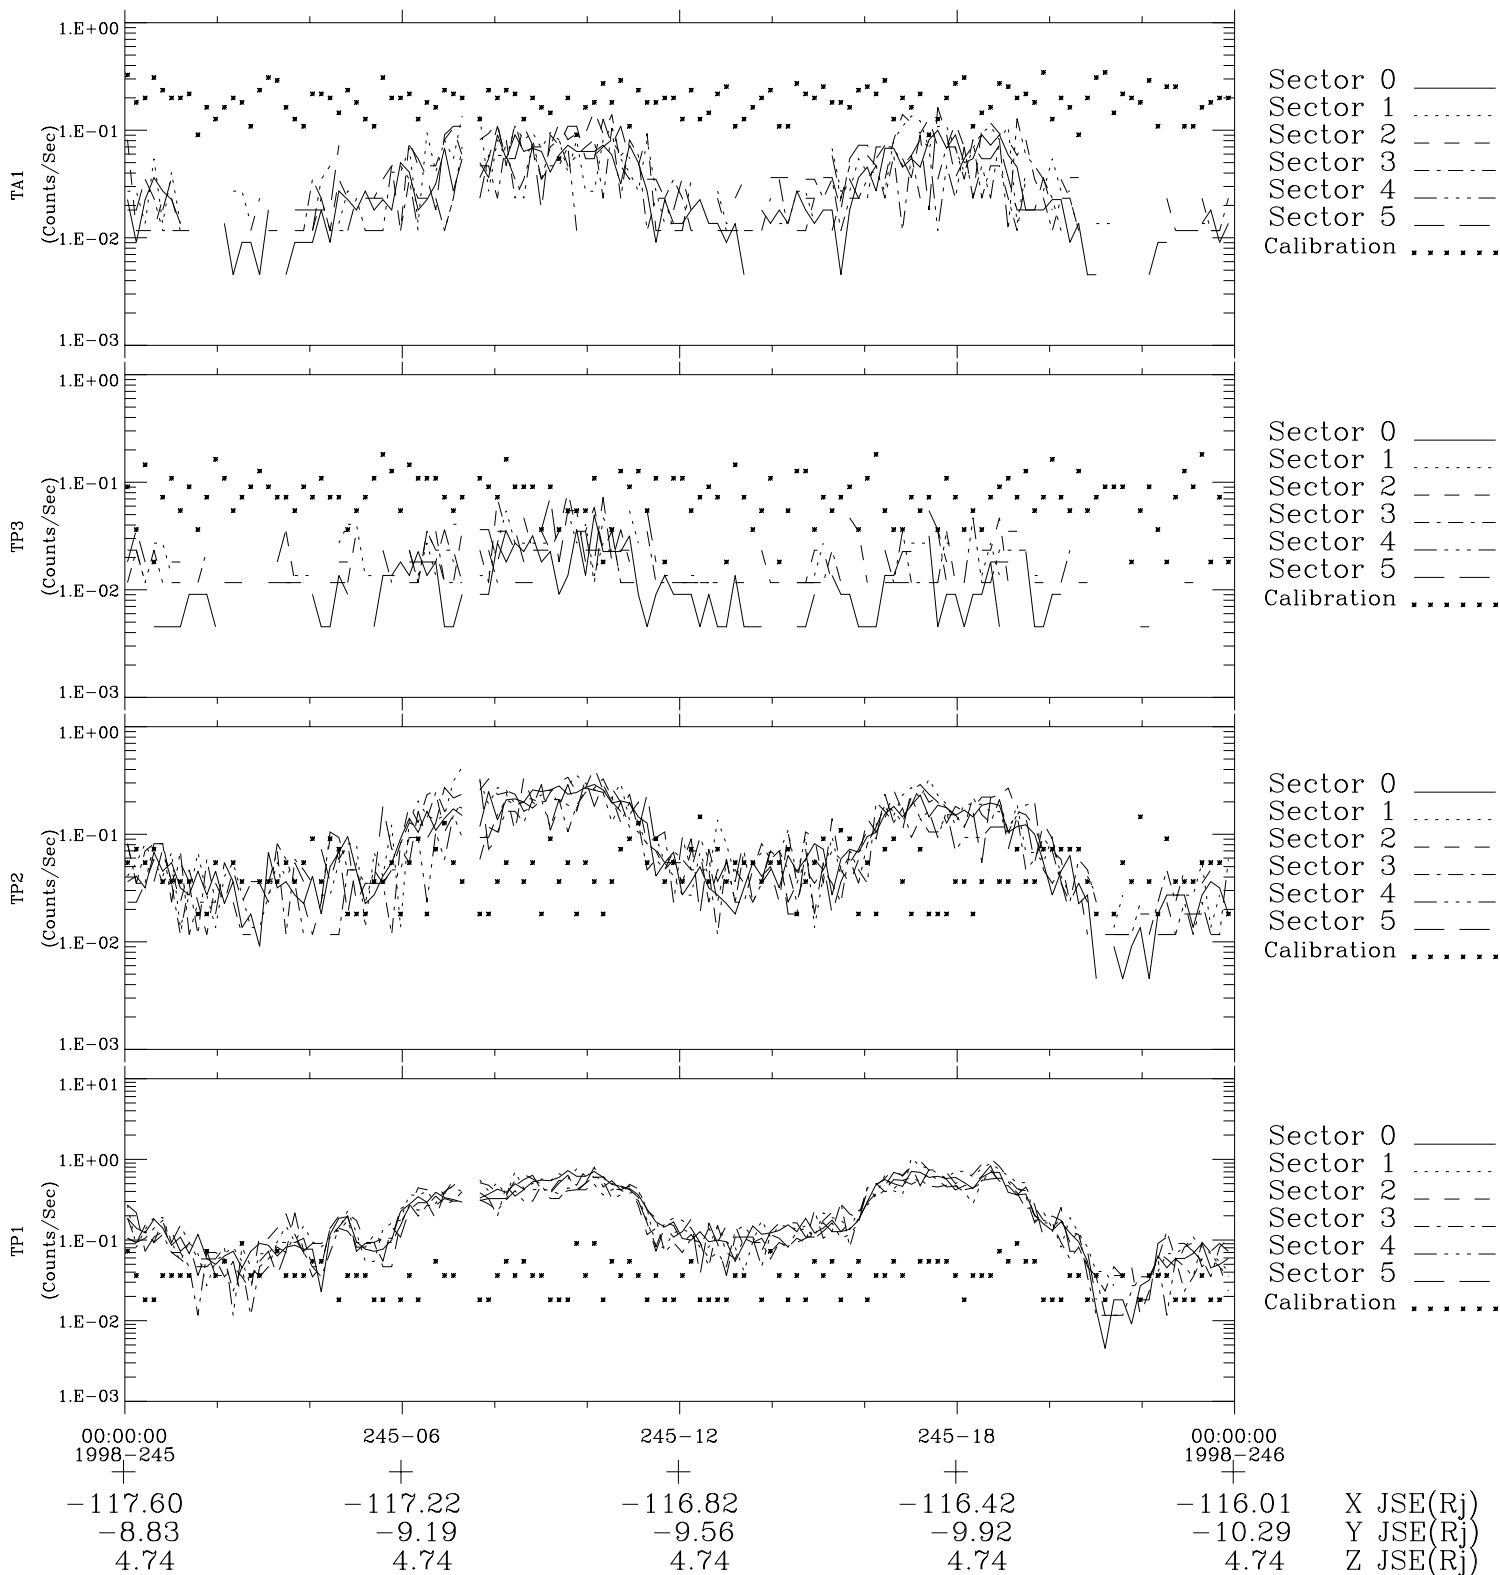 1.E+00
1.E-01
1.E-02
1.E-03
TA1
(Counts/Sec)
Sector 0
Sector 1
Sector 2
Sector 3
Sector 4
Sector 5
Calibration
1.E+00
1.E-01
1.E-02
1.E-03
TP3
(Counts/Sec)
Sector 0
Sector 1
Sector 2
Sector 3
Sector 4
Sector 5
Calibration
1.E+00
1.E-01
1.E-02
1.E-03
TP2
(Counts/Sec)
Sector 0
Sector 1
Sector 2
Sector 3
Sector 4
Sector 5
Calibration
1.E+01
1.E+00
1.E-01
1.E-02
1.E-03
TP1
(Counts/Sec)
Sector 0
Sector 1
Sector 2
Sector 3
Sector 4
Sector 5
Calibration
00:00:00 245-06 245-12 245-18 00:00:00
1998-245 1998-246
-117.60 -117.22 -116.82 -116.42 -116.01 X JSE(Rj)
-8.83 -9.19 -9.56 -9.92 -10.29 Y JSE(Rj)
4.74 4.74 4.74 4.74 4.74 Z JSE(Rj)